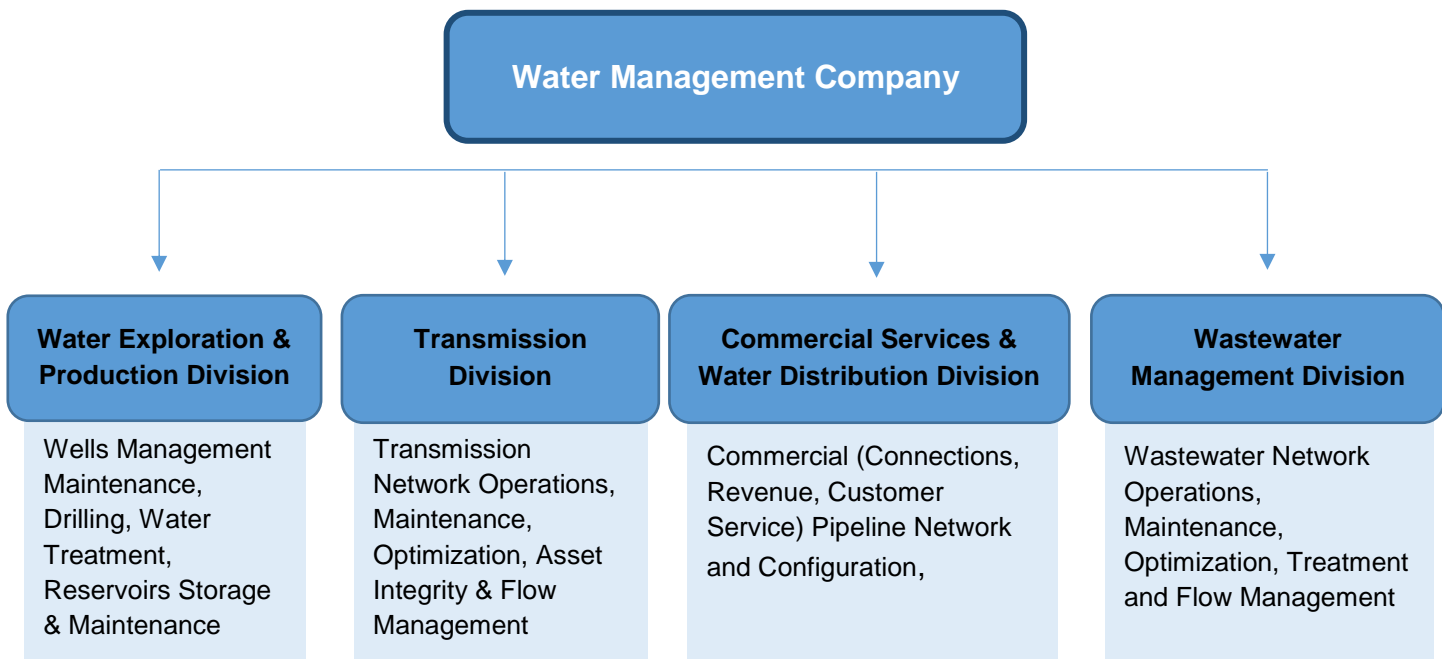 Water Management Company
Water Exploration &
Production Division
Wells Management
Maintenance,
Drilling, Water
Treatment,
Reservoirs Storage
& Maintenance
Transmission
Division
Transmission
Network Operations,
Maintenance,
Optimization, Asset
Integrity & Flow
Management
Commercial Services &
Water Distribution Division
Commercial (Connections,
Revenue, Customer
Service) Pipeline Network
and Configuration,
Wastewater
Management Division
Wastewater Network
Operations,
Maintenance,
Optimization, Treatment
and Flow Management